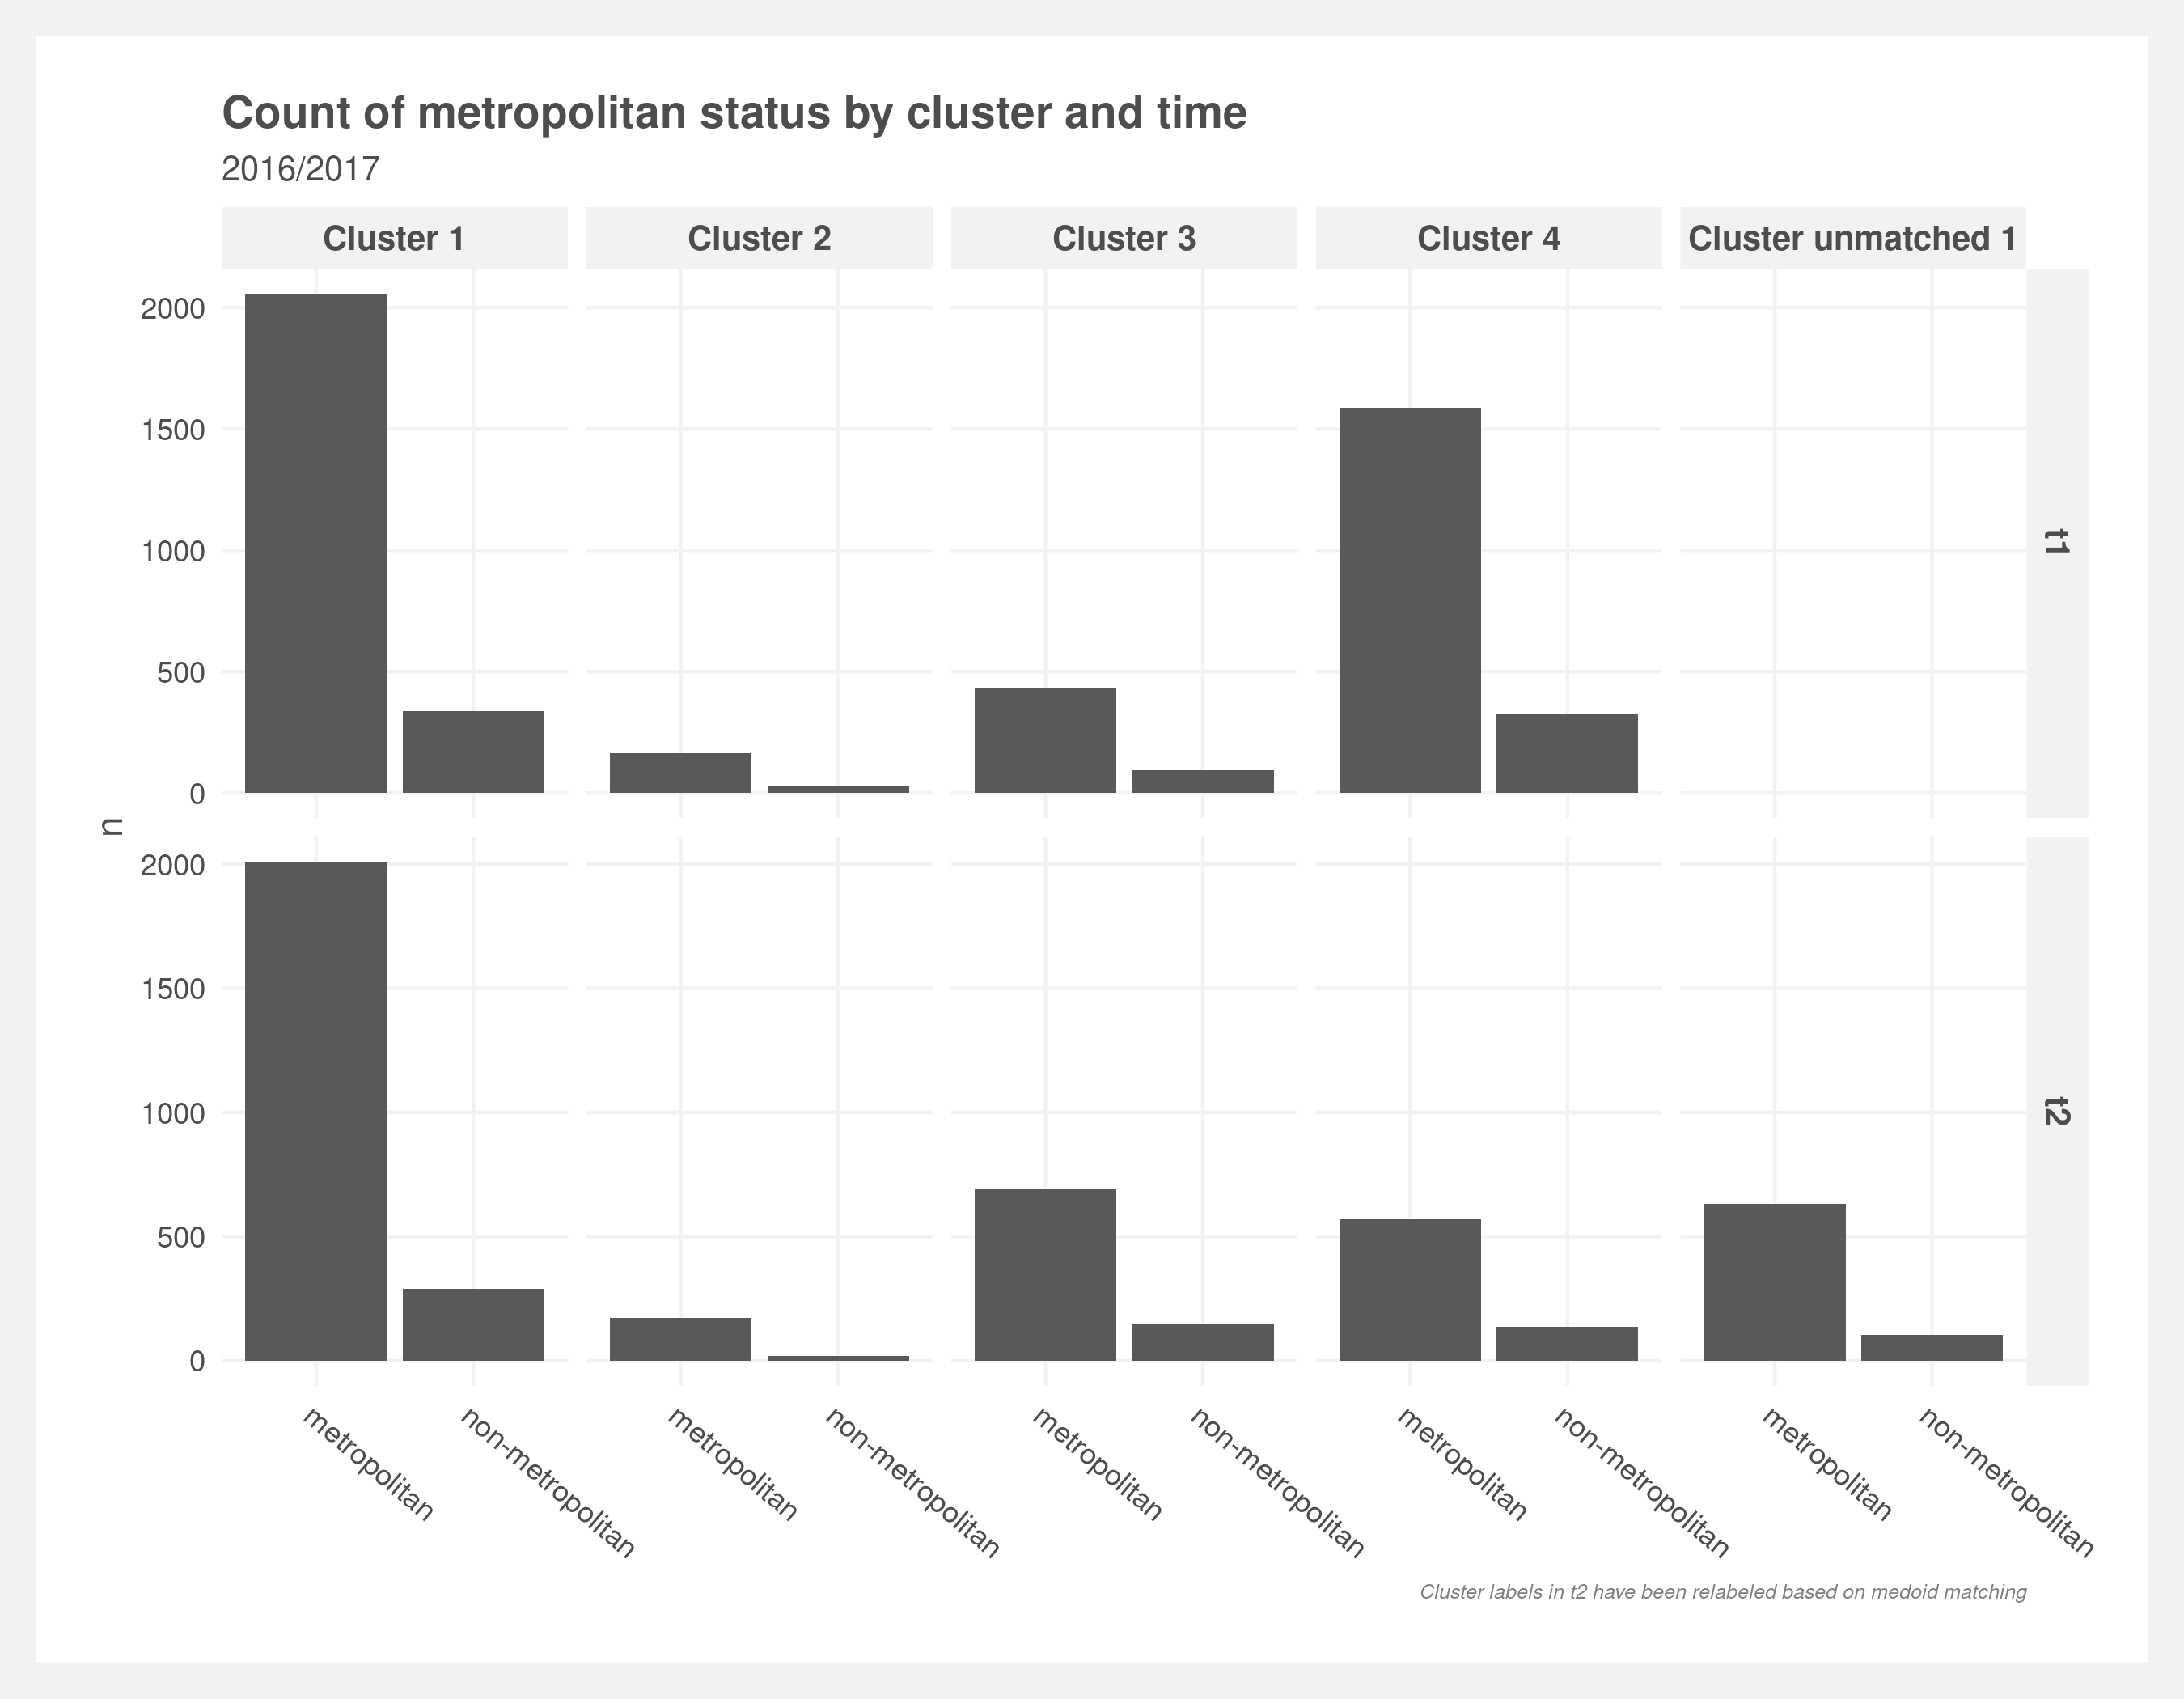 Count of metropolitan status by cluster and time
2016/2017
Cluster 1
Cluster 2
Cluster 3
Cluster 4
Cluster unmatched 1
2000
1500
1000
500
0
t1
n
2000
1500
1000
500
0
t2
metropolitan
non-metropolitan
metropolitan
non-metropolitan
metropolitan
non-metropolitan
metropolitan
non-metropolitan
metropolitan
non-metropolitan
Cluster labels in t2 have been relabeled based on medoid matching